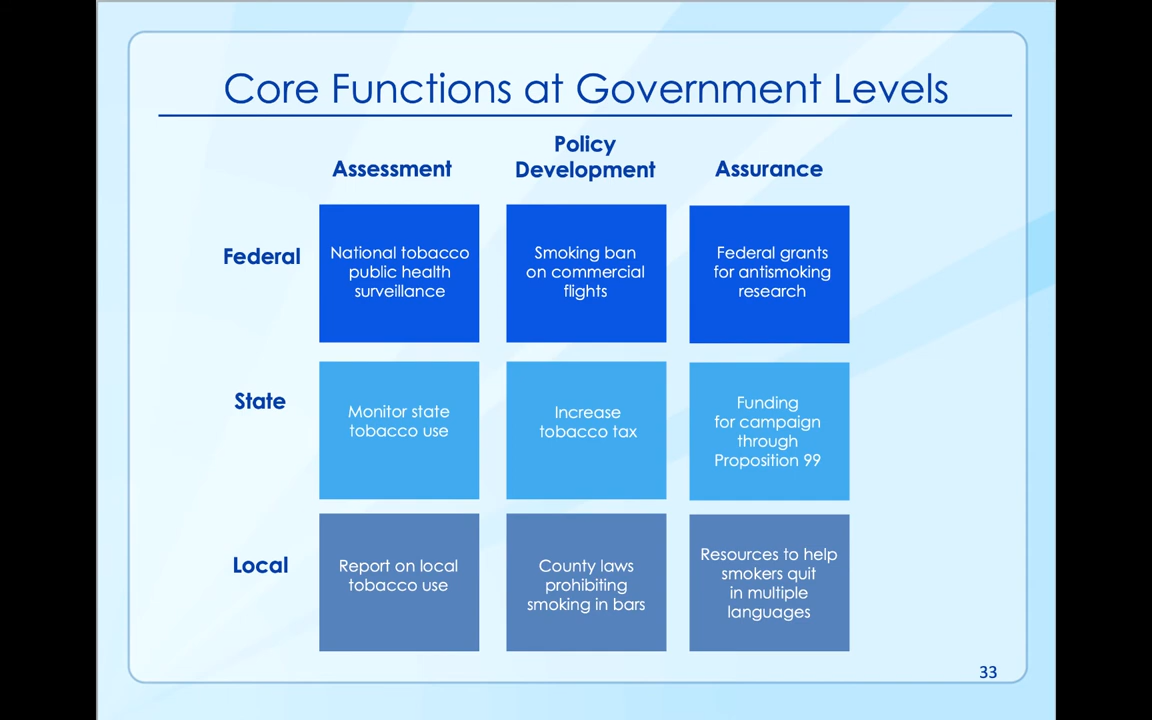 Core Functions at Government Levels
Assessment
Policy
Development
Assurance
Federal
National tobacco
public health
surveillance
Smoking ban
on commercial
flights
Federal grants
for antismoking
research
State
Monitor state
tobacco use
Increase
tobacco tax
Funding
for campaign
through
Proposition 99
Local
Report on local
tobacco use
County laws
prohibiting
smoking in bars
Resources to help
smokers quit
in multiple
languages
33